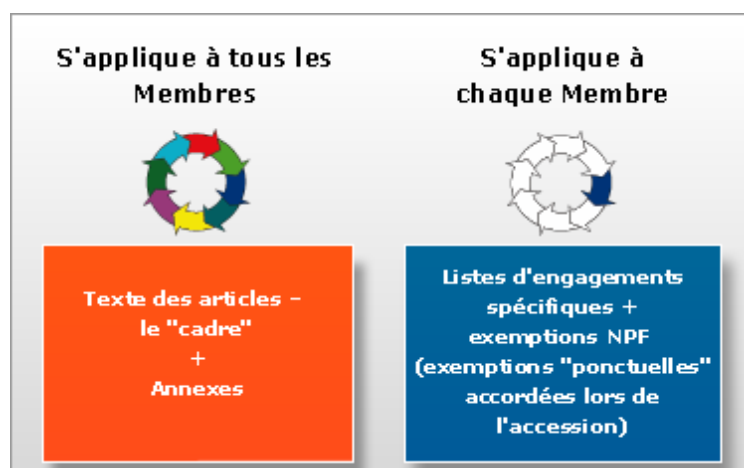 S'applique à tous les
Membres
S'applique à
chaque Membre
Texte des articles –
le "cadre"
+
Annexes
Listes d'engagements
spécifiques +
exemptions NPF
(exemptions "ponctuelles"
accordées lors de
l'accession)